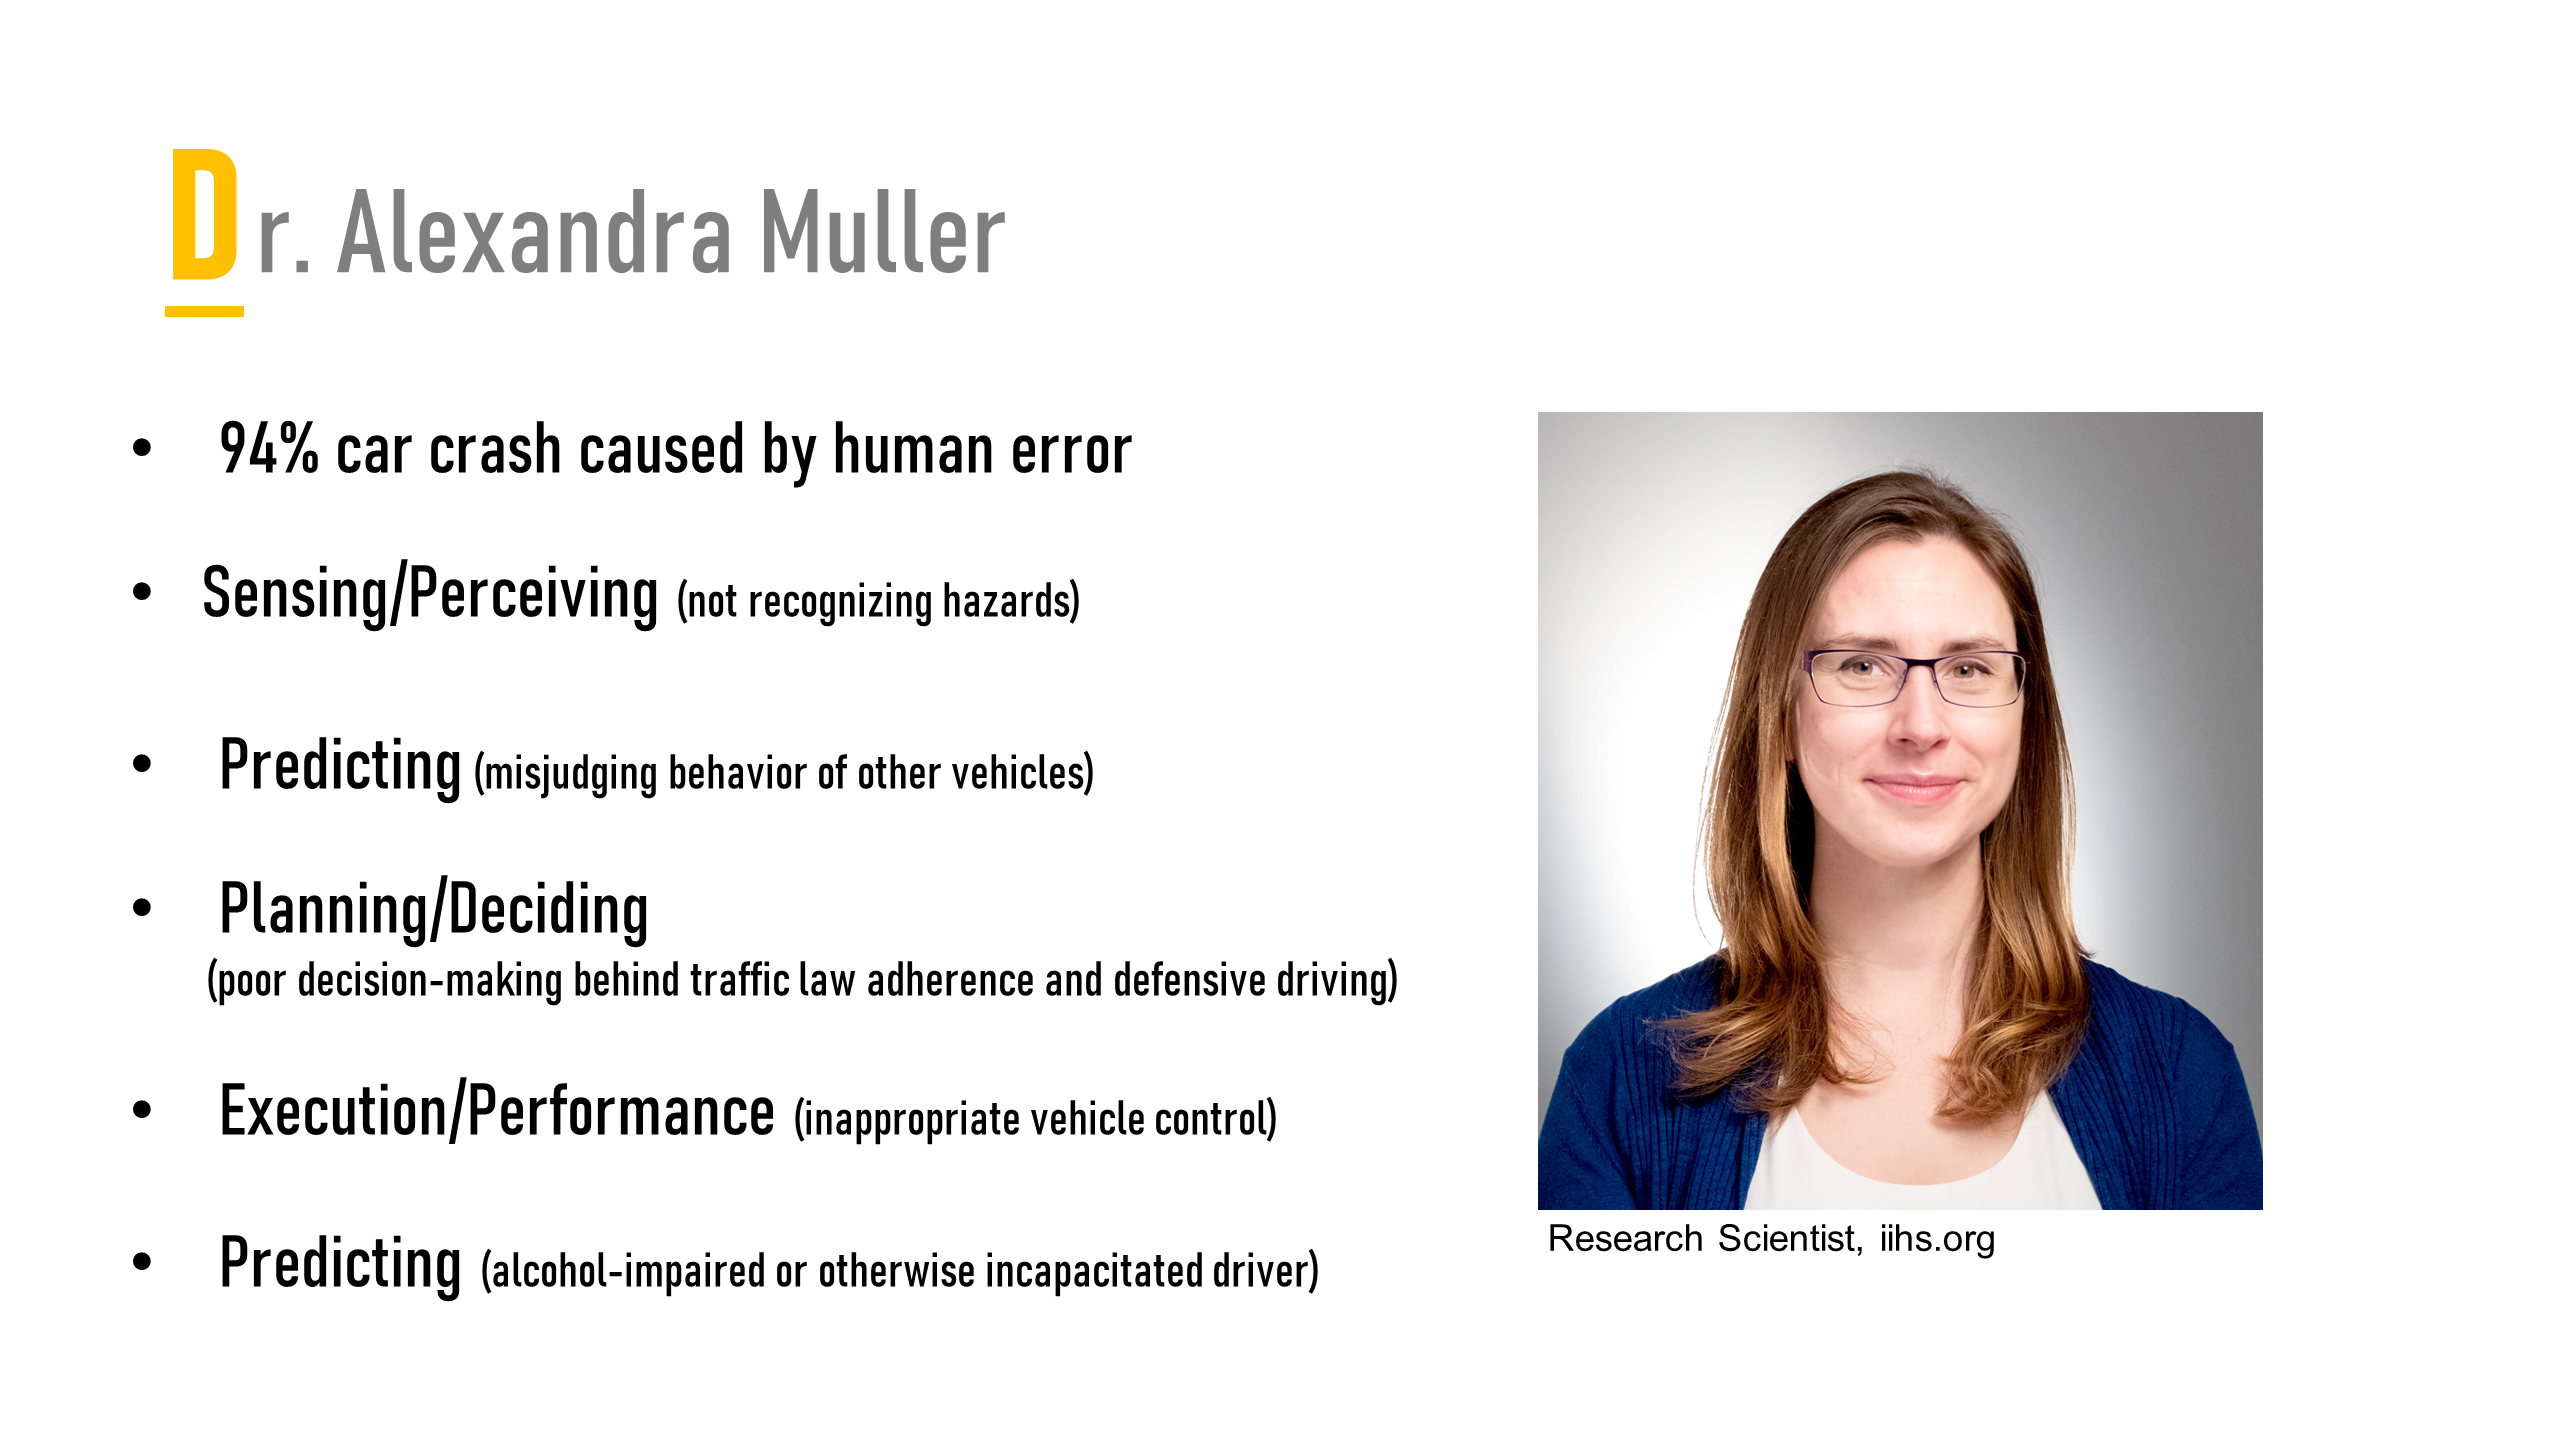 Dr. Alexandra Muller
• 94% car crash caused by human error
• Sensing/Perceiving (not recognizing hazards)
• Predicting (misjudging behavior of other vehicles)
• Planning/Deciding
(poor decision-making behind traffic law adherence and defensive driving)
• Execution/Performance (inappropriate vehicle control)
• Predicting (alcohol-impaired or otherwise incapacitated driver)
Research Scientist, iihs.org